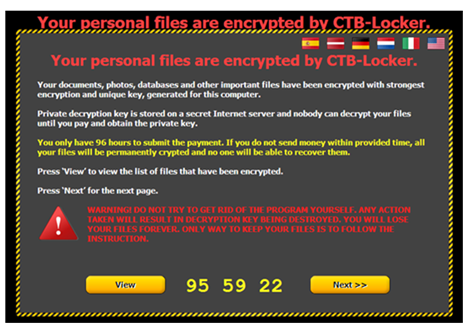 Your personal files are encrypted by CTB-Locker.
Your personal files are encrypted by CTB-Locker.
Your documents, photos, databases and other important files have been encrypted with strongest
encryption and unique key, generated for this computer.
Private decryption key is stored on a secret Internet server and nobody can decrypt your files
until you pay and obtain the private key.
You only have 96 hours to submit the payment. If you do not send money within provided time, all
your files will be permanently crypted and no one will be able to recover them.
Press 'View' to view the list of files that have been encrypted.
Press 'Next' for the next page.
WARNING! DO NOT TRY TO GET RID OF THE PROGRAM YOURSELF. ANY ACTION
TAKEN WILL RESULT IN DECRYPTION KEY BEING DESTROYED. YOU WILL LOSE
YOUR FILES FOREVER. ONLY WAY TO KEEP YOUR FILES IS TO FOLLOW THE
INSTRUCTION.
View 95 59 22 Next >>